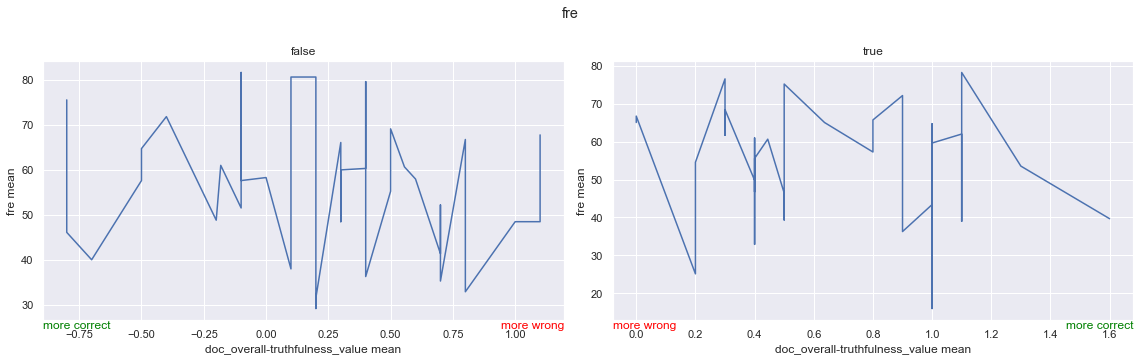 fre
false
true
fre mean
80
70
60
50
40
30
more correct
more wrong
−0.75
−0.50
−0.25
0.00
0.25
0.50
0.75
1.00
doc_overall-truthfulness_value mean
fre mean
80
70
60
50
40
30
20
more wrong
more correct
0.0
0.2
0.4
0.6
0.8
1.0
1.2
1.4
1.6
doc_overall-truthfulness_value mean